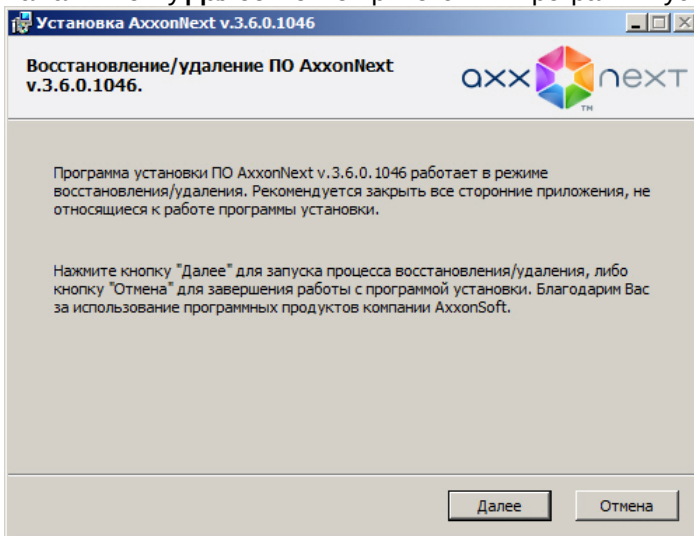 Установка AxxonNext v.3.6.0.1046
Восстановление/удаление ПО AxxonNext
v.3.6.0.1046.
axx next
TM
Программа установки ПО AxxonNext v.3.6.0.1046 работает в режиме
восстановления/удаления. Рекомендуется закрыть все сторонние приложения, не
относящиеся к работе программы установки.
Нажмите кнопку "Далее" для запуска процесса восстановления/удаления, либо
кнопку "Отмена" для завершения работы с программой установки. Благодарим Вас
за использование программных продуктов компании AxxonSoft.
Далее
Отмена